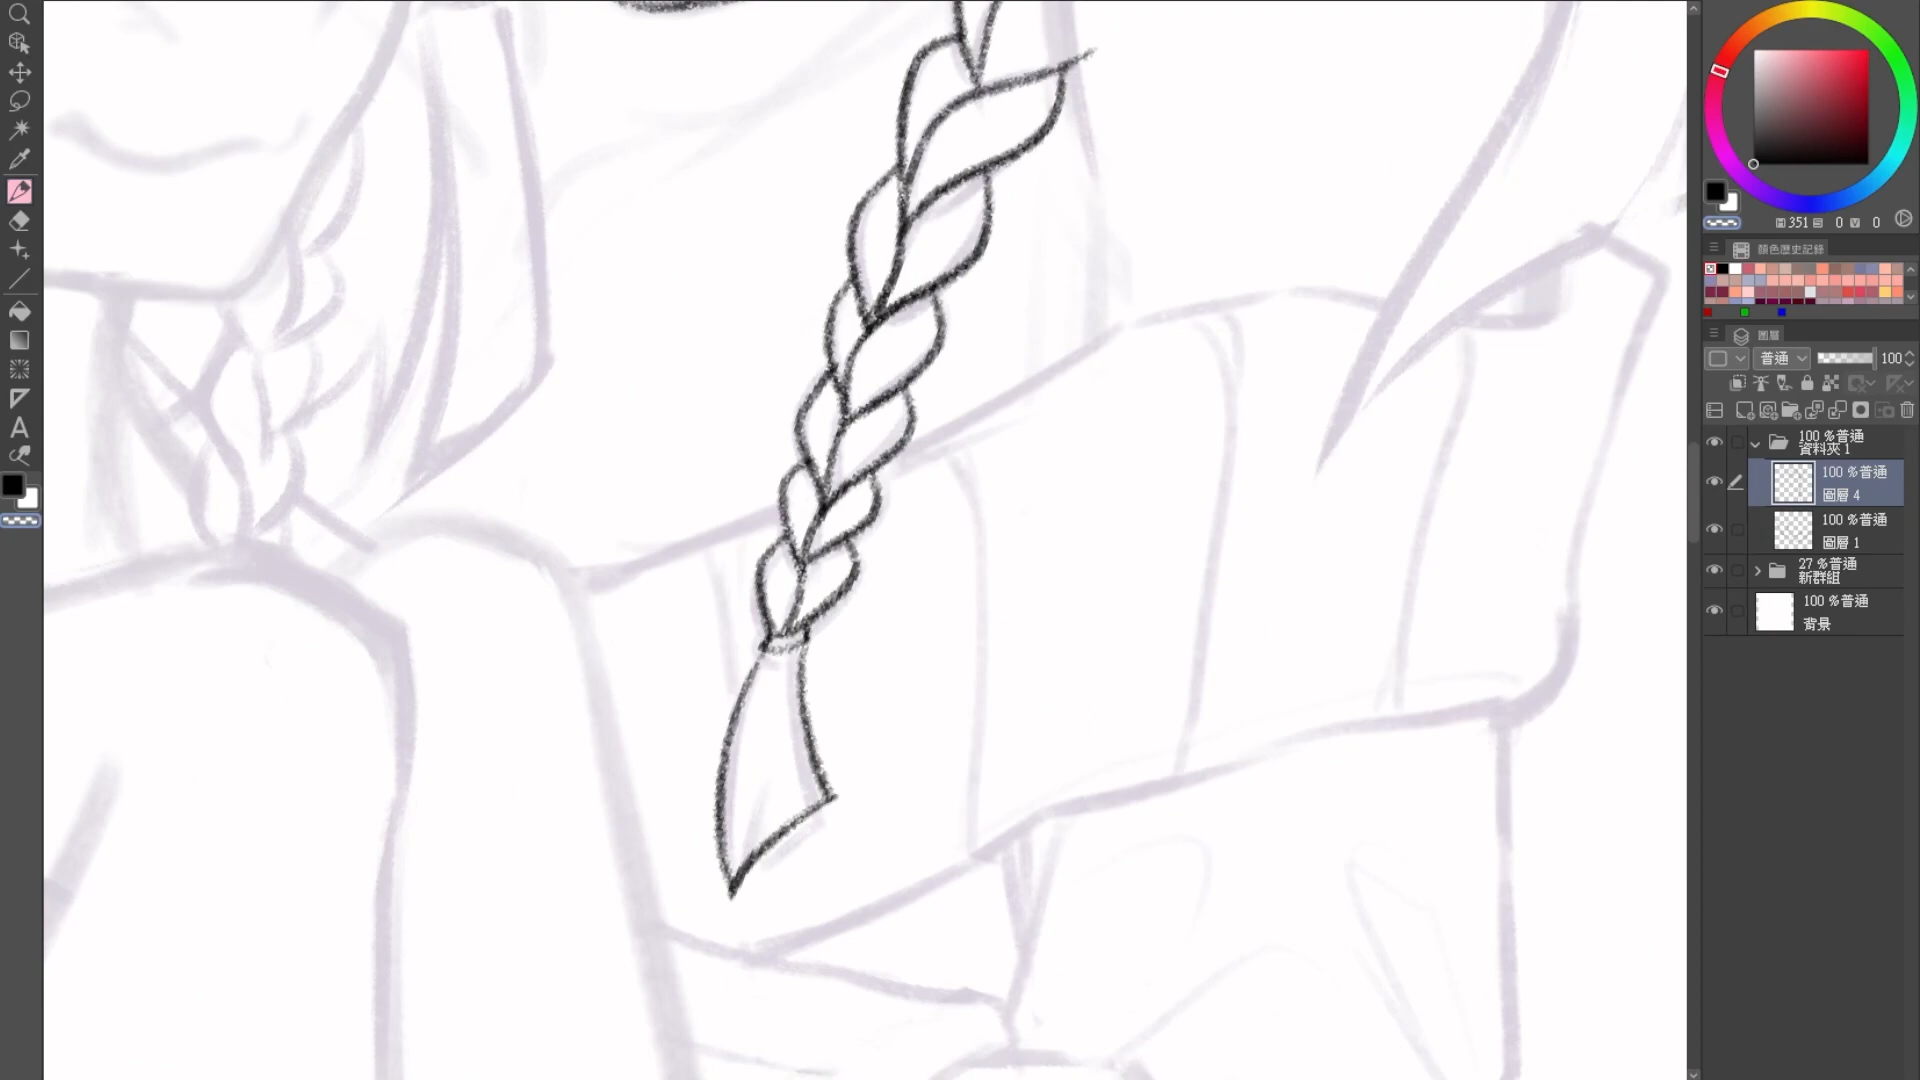 351 0 0
顏色歷史記錄
圖層
普通 100
100 %普通
資料夾 1
100 %普通
圖層 4
100 %普通
圖層 1
27 %普通
新群組
100 %普通
背景